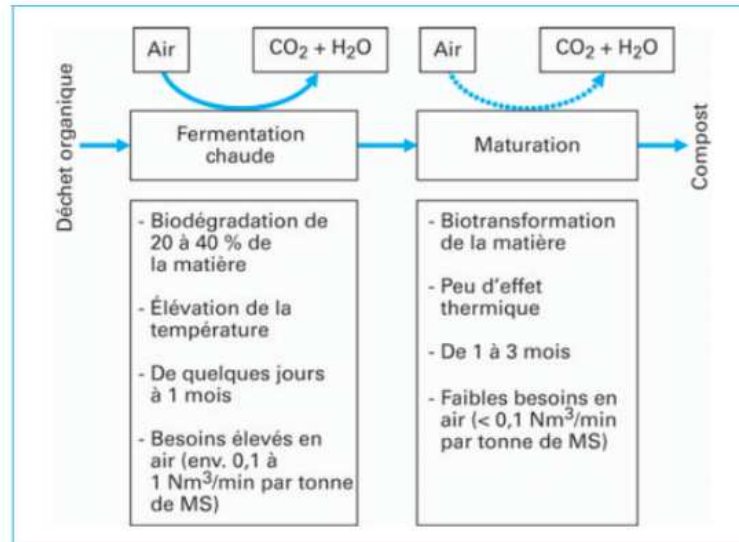 Air
CO₂ + H₂O
Air
CO₂ + H₂O
Déchet organique
Fermentation
chaude
Maturation
Compost
- Biodégradation de
20 à 40 % de
la matière
- Élévation de la
température
- De quelques jours
à 1 mois
- Besoins élevés en
air (env. 0,1 à
1 Nm³/min par tonne
de MS)
- Biotransformation
de la matière
- Peu d'effet
thermique
- De 1 à 3 mois
- Faibles besoins en
air (< 0,1 Nm³/min
par tonne de MS)